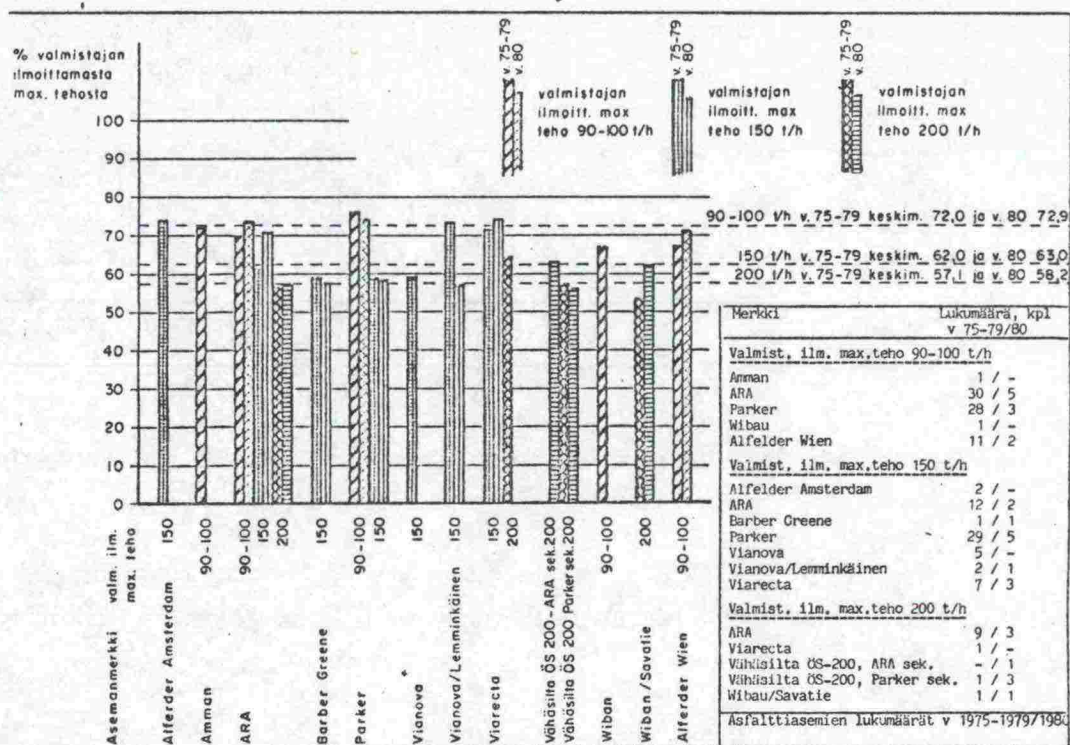 % valmistajan
ilmoittamasta
max. tehosta
v. 75-79
v. 80
valmistajan
ilmoitt. max
teho 90-100 t/h
v. 75-79
v. 80
valmistajan
ilmoitt. max
teho 150 t/h
v. 75-79
v. 80
valmistajan
ilmoitt. max
teho 200 t/h
100
90
80
70
60
50
40
30
20
10
0
90-100 t/h v.75-79 keskim. 72,0 ja v. 80 72,9
150 t/h v.75-79 keskim. 62,0 ja v. 80 63,0
200 t/h v.75-79 keskim. 57,1 ja v. 80 58,2
valm. ilm.
max. teho
150
90-100
90-100
150
200
150
90-100
150
150
150
150
200
90-100
200
90-100
Asemanmerkki
Alferder Amsterdam
Amman
ARA
Barber Greene
Parker
Vianova
Vianova/Lemminkäinen
Viarecta
Vähäsilta ÖS 200-ARA sek.200
Vähäsilta ÖS 200 Parker sek.200
Wiban
Wiban/Savatie
Alferder Wien
Merkki Lukumäärä, kpl
v 75-79/80
Valmist. ilm. max.teho 90-100 t/h
Amman 1 / -
ARA 30 / 5
Parker 28 / 3
Wibau 1 / -
Alfelder Wien 11 / 2
Valmist. ilm. max.teho 150 t/h
Alfelder Amsterdam 2 / -
ARA 12 / 2
Barber Greene 1 / 1
Parker 29 / 5
Vianova 5 / -
Vianova/Lemminkäinen 2 / 1
Viarecta 7 / 3
Valmist. ilm. max.teho 200 t/h
ARA 9 / 3
Viarecta 1 / -
Vähäsilta ÖS-200, ARA sek. - / 1
Vähäsilta ÖS-200, Parker sek. 1 / 3
Wibau/Savatie 1 / 1
Asfalttiasemien lukumäärät v 1975-1979/1980